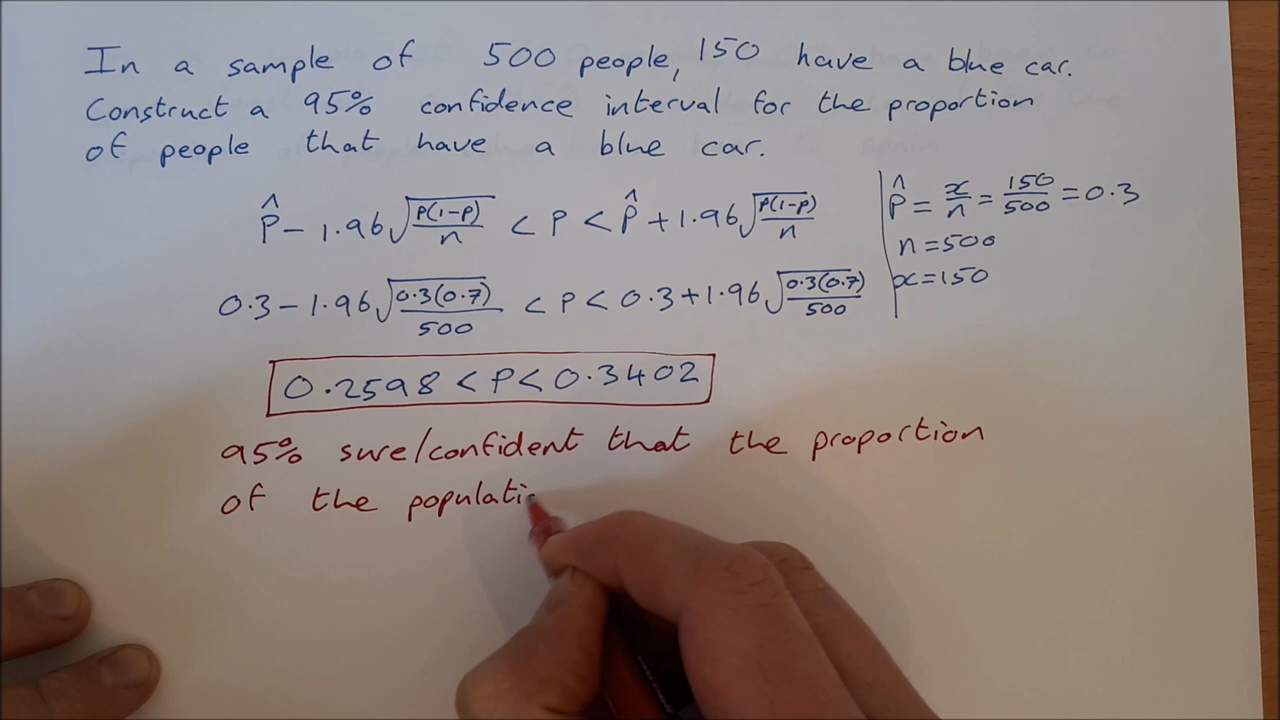 In a sample of 500 people, 150 have a blue car.
Construct a 95% confidence interval for the proportion
of people that have a blue car.
p̂ = x/n = 150/500 = 0.3
n = 500
x = 150
p̂ - 1.96√(p(1-p)/n) < p < p̂ + 1.96√(p(1-p)/n)
0.3 - 1.96√(0.3(0.7)/500) < p < 0.3 + 1.96√(0.3(0.7)/500)
0.2598 < p < 0.3402
95% sure/confident that the proportion
of the populati